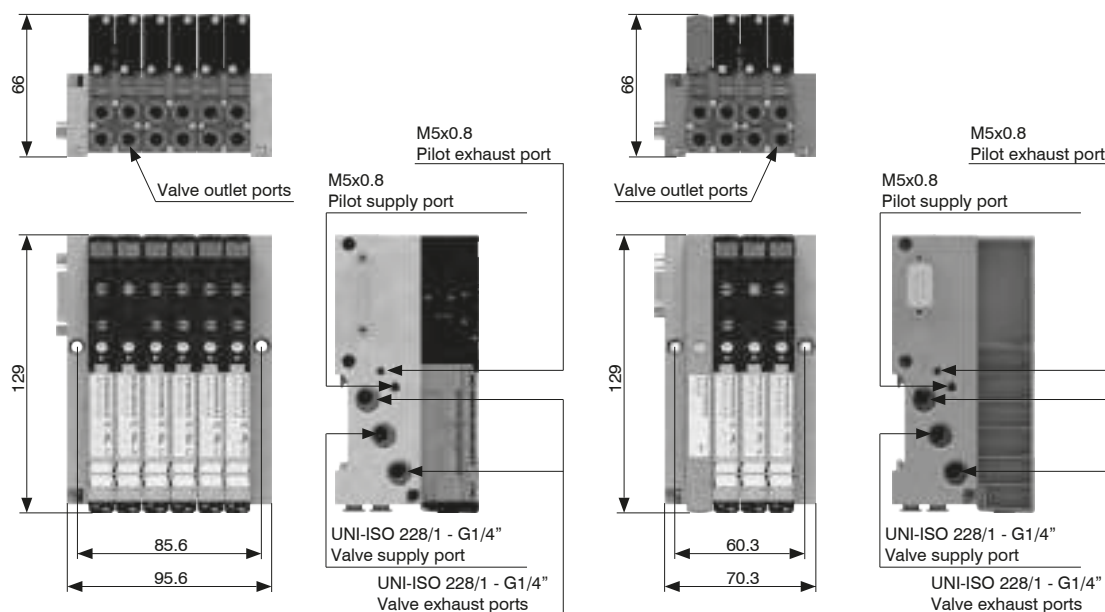 66
Valve outlet ports
M5x0.8
Pilot exhaust port
M5x0.8
Pilot supply port
129
85.6
95.6
UNI-ISO 228/1 - G1/4”
Valve supply port
UNI-ISO 228/1 - G1/4”
Valve exhaust ports
66
Valve outlet ports
M5x0.8
Pilot exhaust port
M5x0.8
Pilot supply port
129
60.3
70.3
UNI-ISO 228/1 - G1/4”
Valve supply port
UNI-ISO 228/1 - G1/4”
Valve exhaust ports